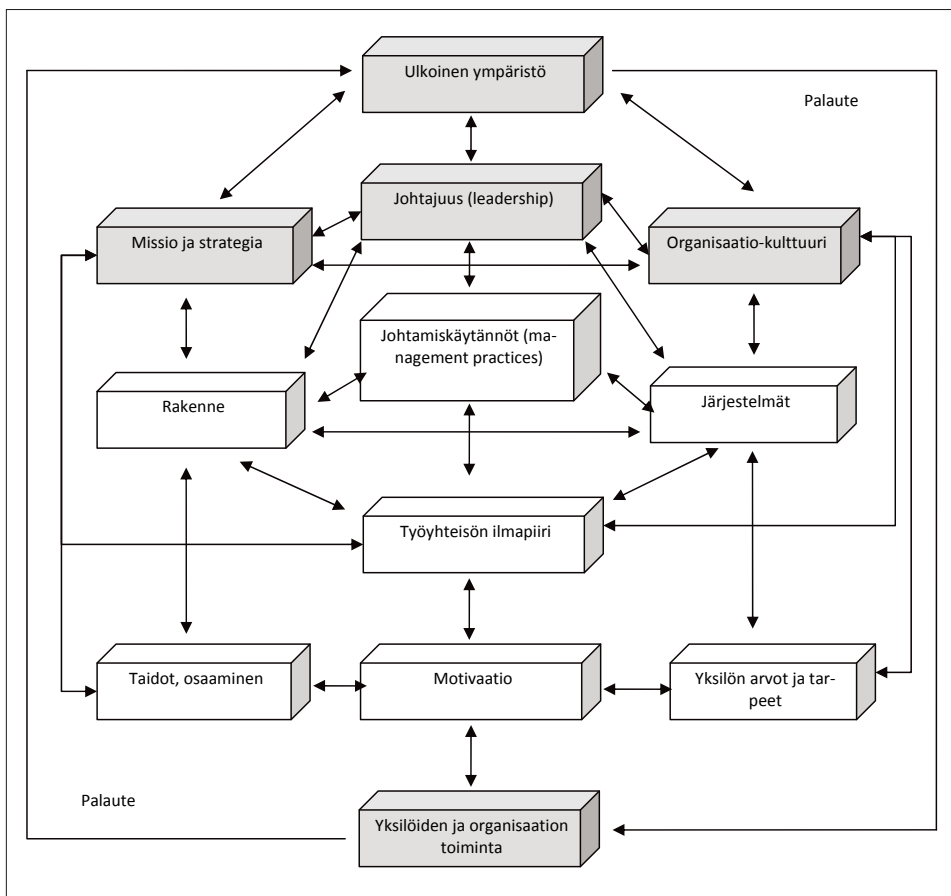 Ulkoinen ympäristö
Palaute
Johtajuus (leadership)
Missio ja strategia
Organisaatio-kulttuuri
Johtamiskäytännöt (ma-
nagement practices)
Rakenne
Järjestelmät
Työyhteisön ilmapiiri
Taidot, osaaminen
Motivaatio
Yksilön arvot ja tar-
peet
Palaute
Yksilöiden ja organisaation
toiminta